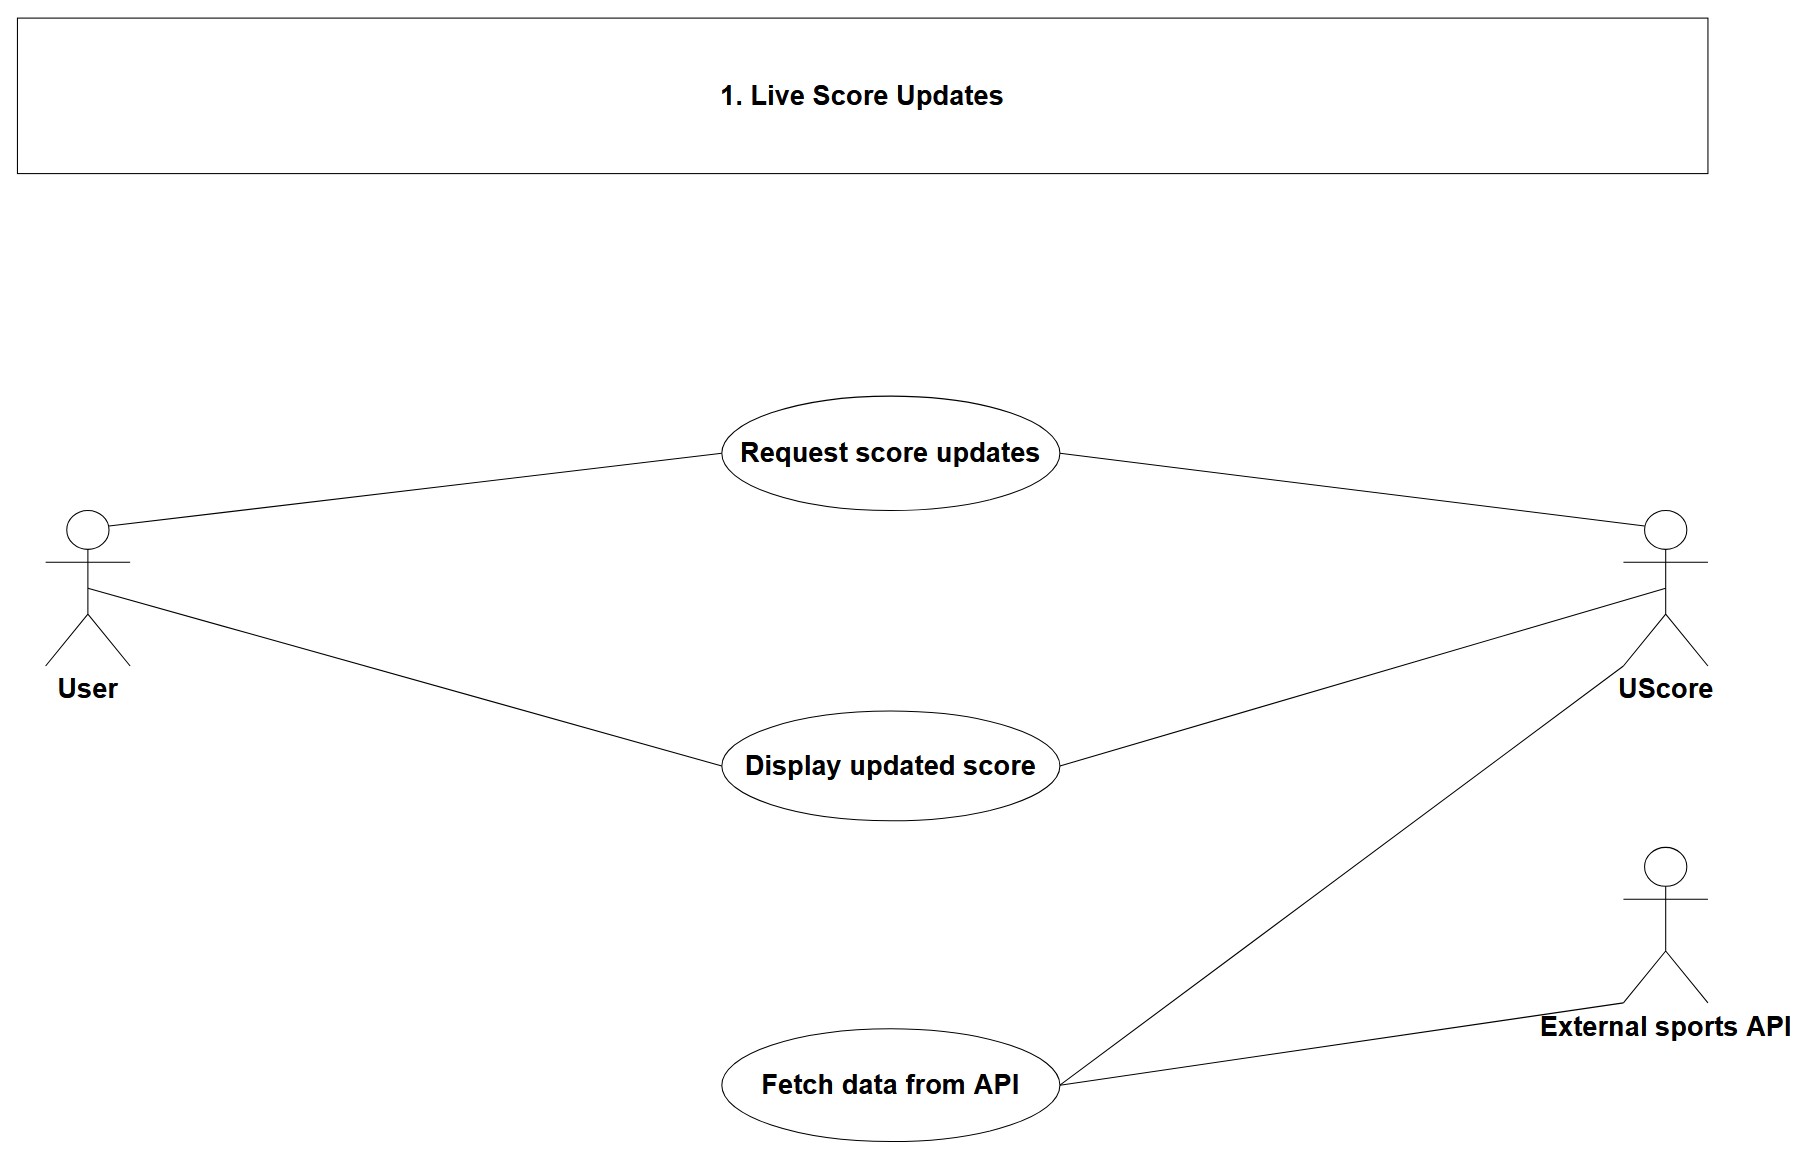 1. Live Score Updates
Request score updates
User
UScore
Display updated score
External sports API
Fetch data from API